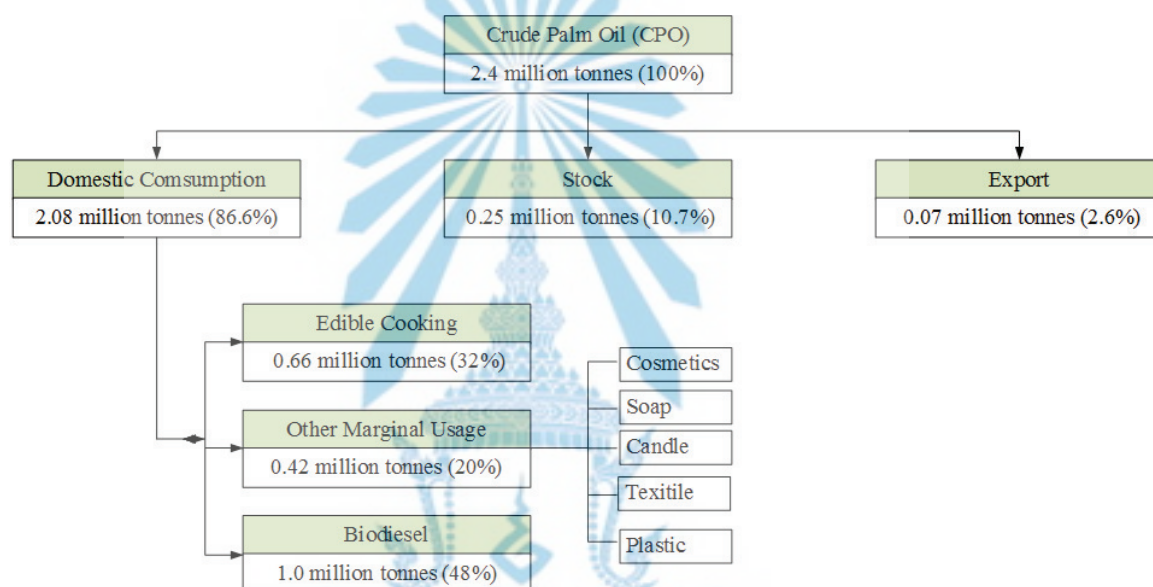 Crude Palm Oil (CPO)
2.4 million tonnes (100%)
Domestic Comsumption
2.08 million tonnes (86.6%)
Stock
0.25 million tonnes (10.7%)
Export
0.07 million tonnes (2.6%)
Edible Cooking
0.66 million tonnes (32%)
Other Marginal Usage
0.42 million tonnes (20%)
Biodiesel
1.0 million tonnes (48%)
Cosmetics
Soap
Candle
Texitile
Plastic